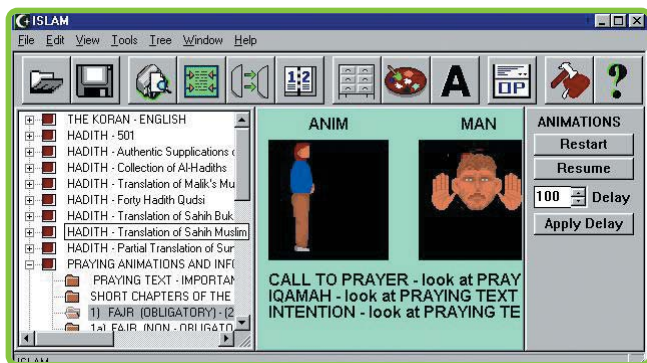 ISLAM
File Edit View Tools Tree Window Help
1 2
A
OP
?
THE KORAN - ENGLISH
HADITH - 501
HADITH - Authentic Supplications
HADITH - Collection of Al-Hadiths
HADITH - Translation of Malik's Mu
HADITH - Forty Hadith Qudsi
HADITH - Translation of Sahih Buk
HADITH - Translation of Sahih Muslim
HADITH - Partial Translation of Sun
PRAYING ANIMATIONS AND INF
PRAYING TEXT - IMPORTAN
SHORT CHAPTERS OF THE
1) FAJR (OBLIGATORY) - (2
1a) FAJR (NON - OBLIGATO
ANIM MAN
CALL TO PRAYER - look at PRAY
IQAMAH - look at PRAYING TEXT
INTENTION - look at PRAYING TE
ANIMATIONS
Restart
Resume
100 Delay
Apply Delay
ISLAM